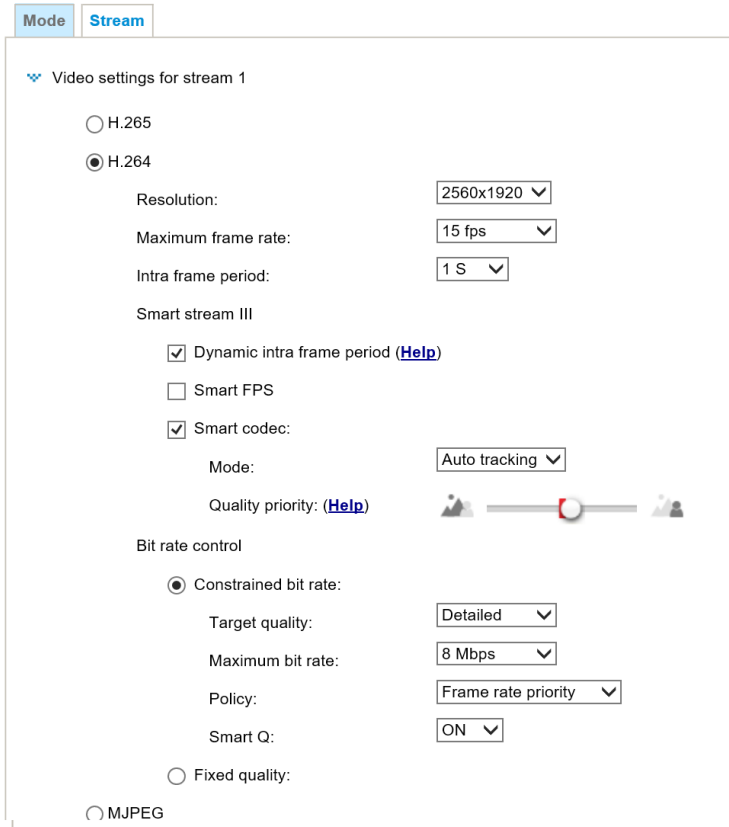 Mode Stream
Video settings for stream 1
H.265
H.264
Resolution: 2560x1920
Maximum frame rate: 15 fps
Intra frame period: 1 S
Smart stream III
Dynamic intra frame period (Help)
Smart FPS
Smart codec:
Mode: Auto tracking
Quality priority: (Help)
Bit rate control
Constrained bit rate:
Target quality: Detailed
Maximum bit rate: 8 Mbps
Policy: Frame rate priority
Smart Q: ON
Fixed quality:
MJPEG